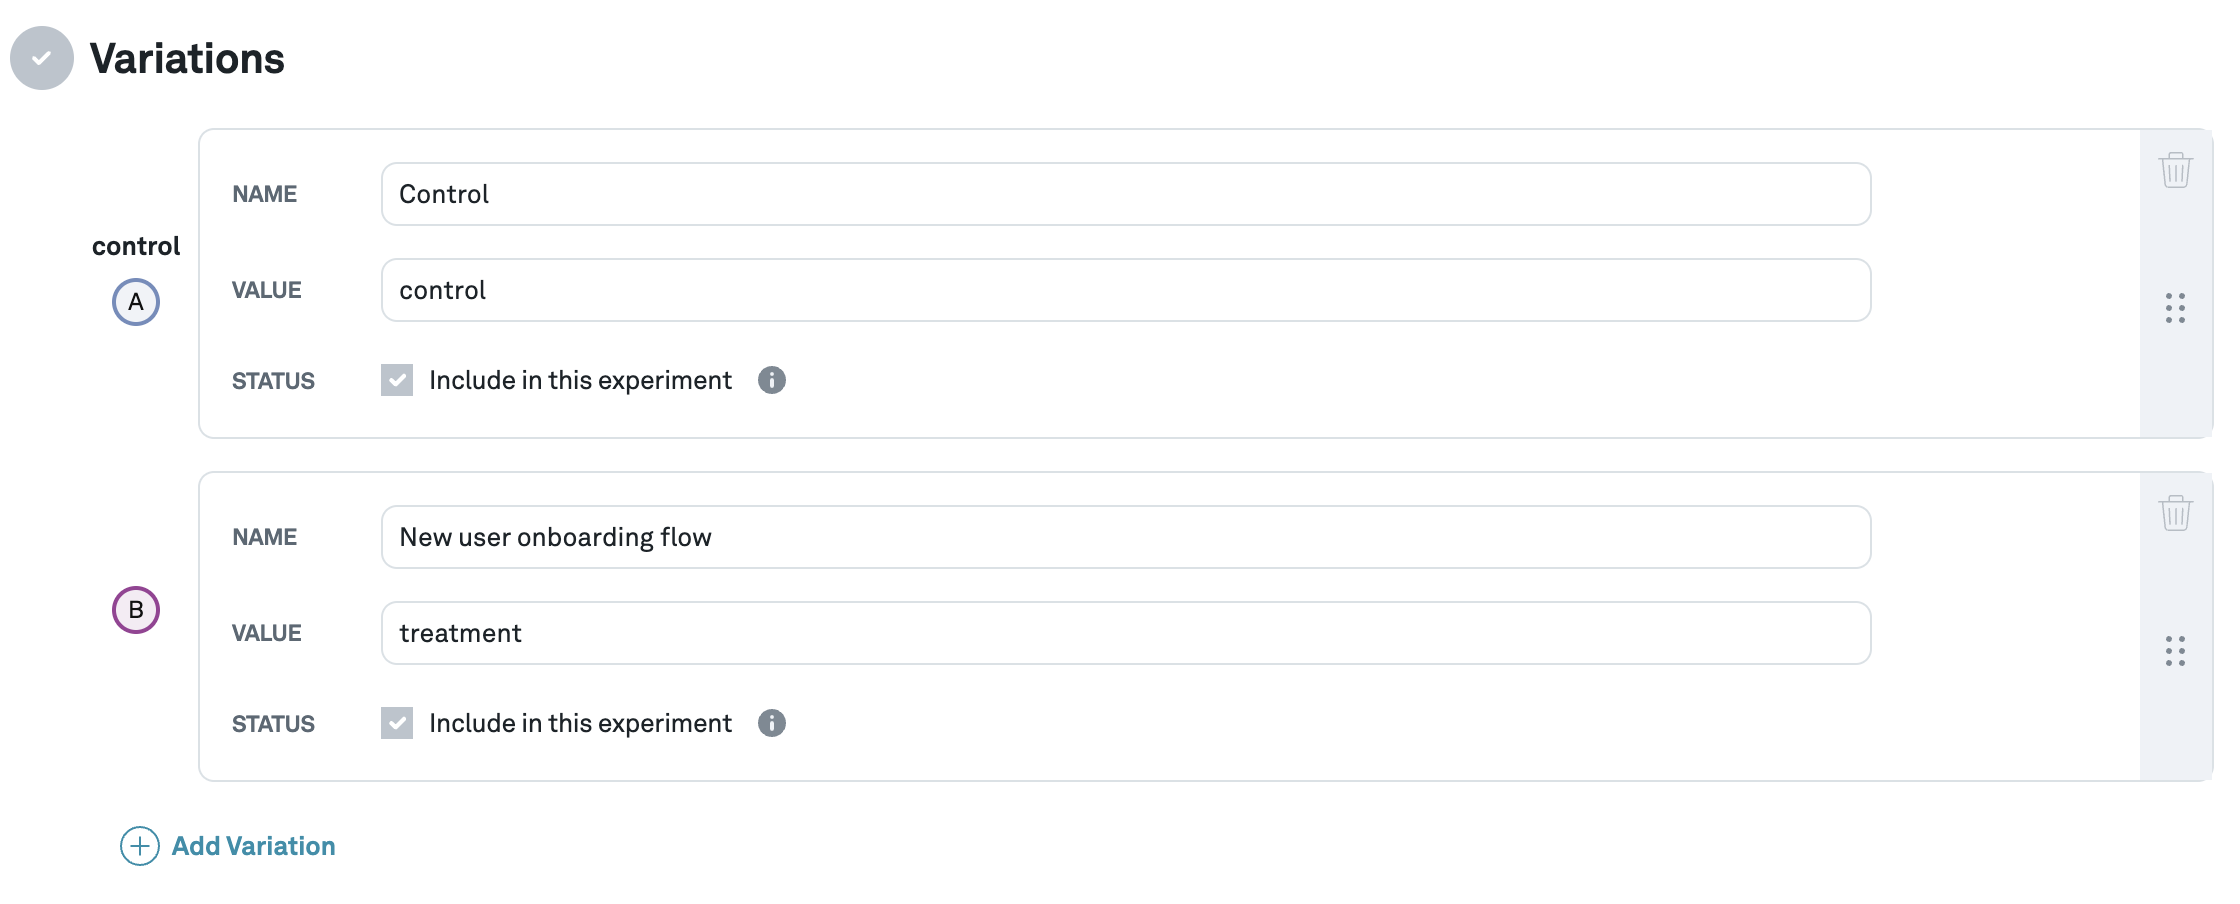 Variations
control
A
NAME
Control
VALUE
control
STATUS
Include in this experiment
B
NAME
New user onboarding flow
VALUE
treatment
STATUS
Include in this experiment
Add Variation